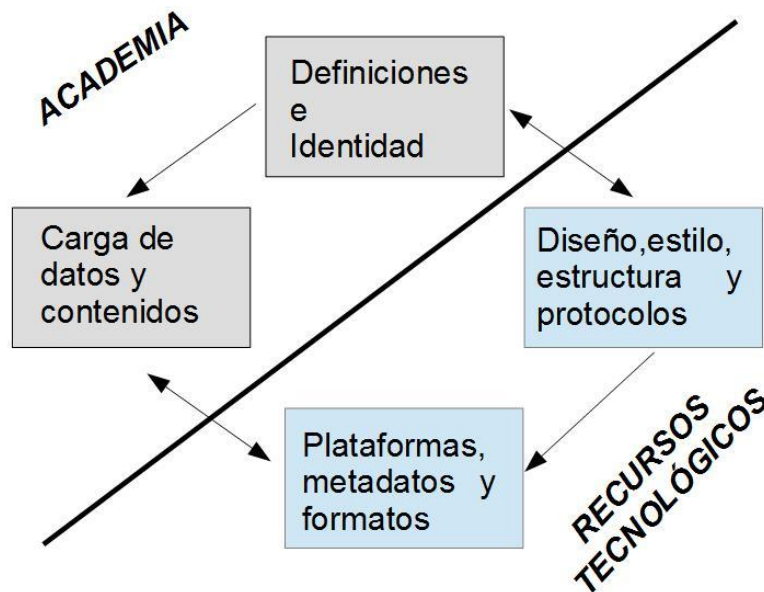 ACADEMIA
Definiciones
e
Identidad
Carga de
datos y
contenidos
Diseño,estilo,
estructura y
protocolos
Plataformas,
metadatos y
formatos
RECURSOS
TECNOLÓGICOS